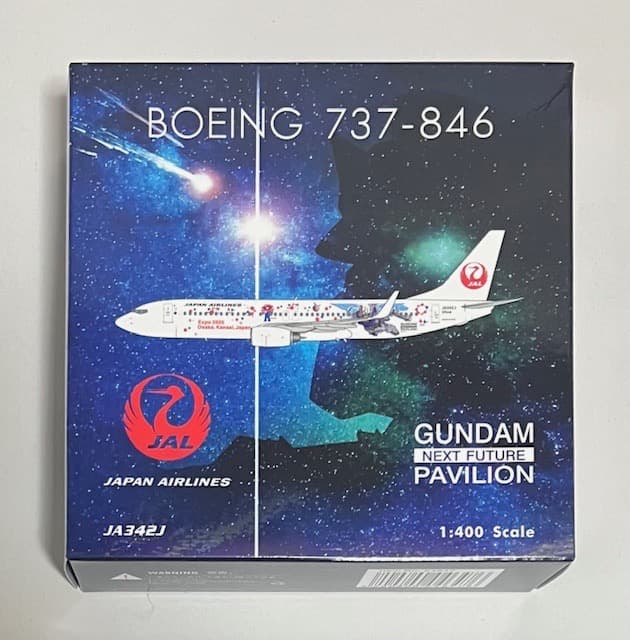 BOEING 737-846
JAPAN AIRLINES
Expo 2025
Osaka, Kansai, Japan
JAL
JA342J
JAL
JAPAN AIRLINES
GUNDAM
NEXT FUTURE
PAVILION
JA342J
1:400 Scale
WARNING